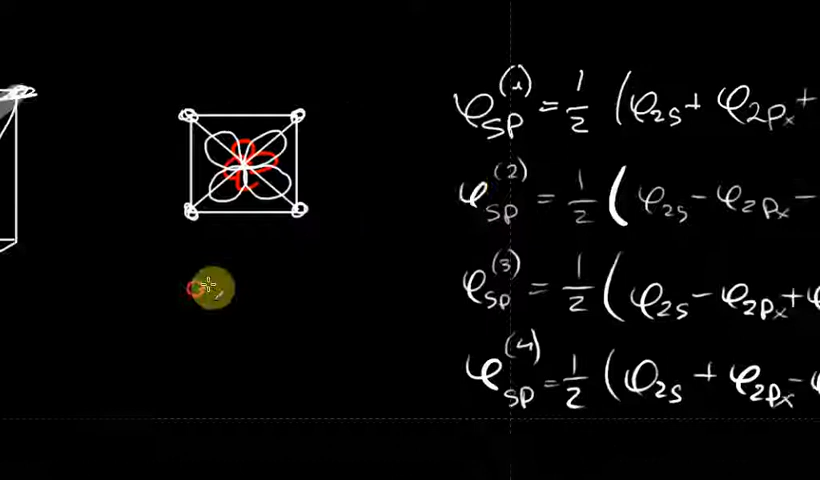 φ_SP^(1) = 1/2 (φ_2S + φ_2Px +
φ_SP^(2) = 1/2 (φ_2S - φ_2Px -
φ_SP^(3) = 1/2 (φ_2S - φ_2Px + φ
φ_SP^(4) = 1/2 (φ_2S + φ_2Px - φ